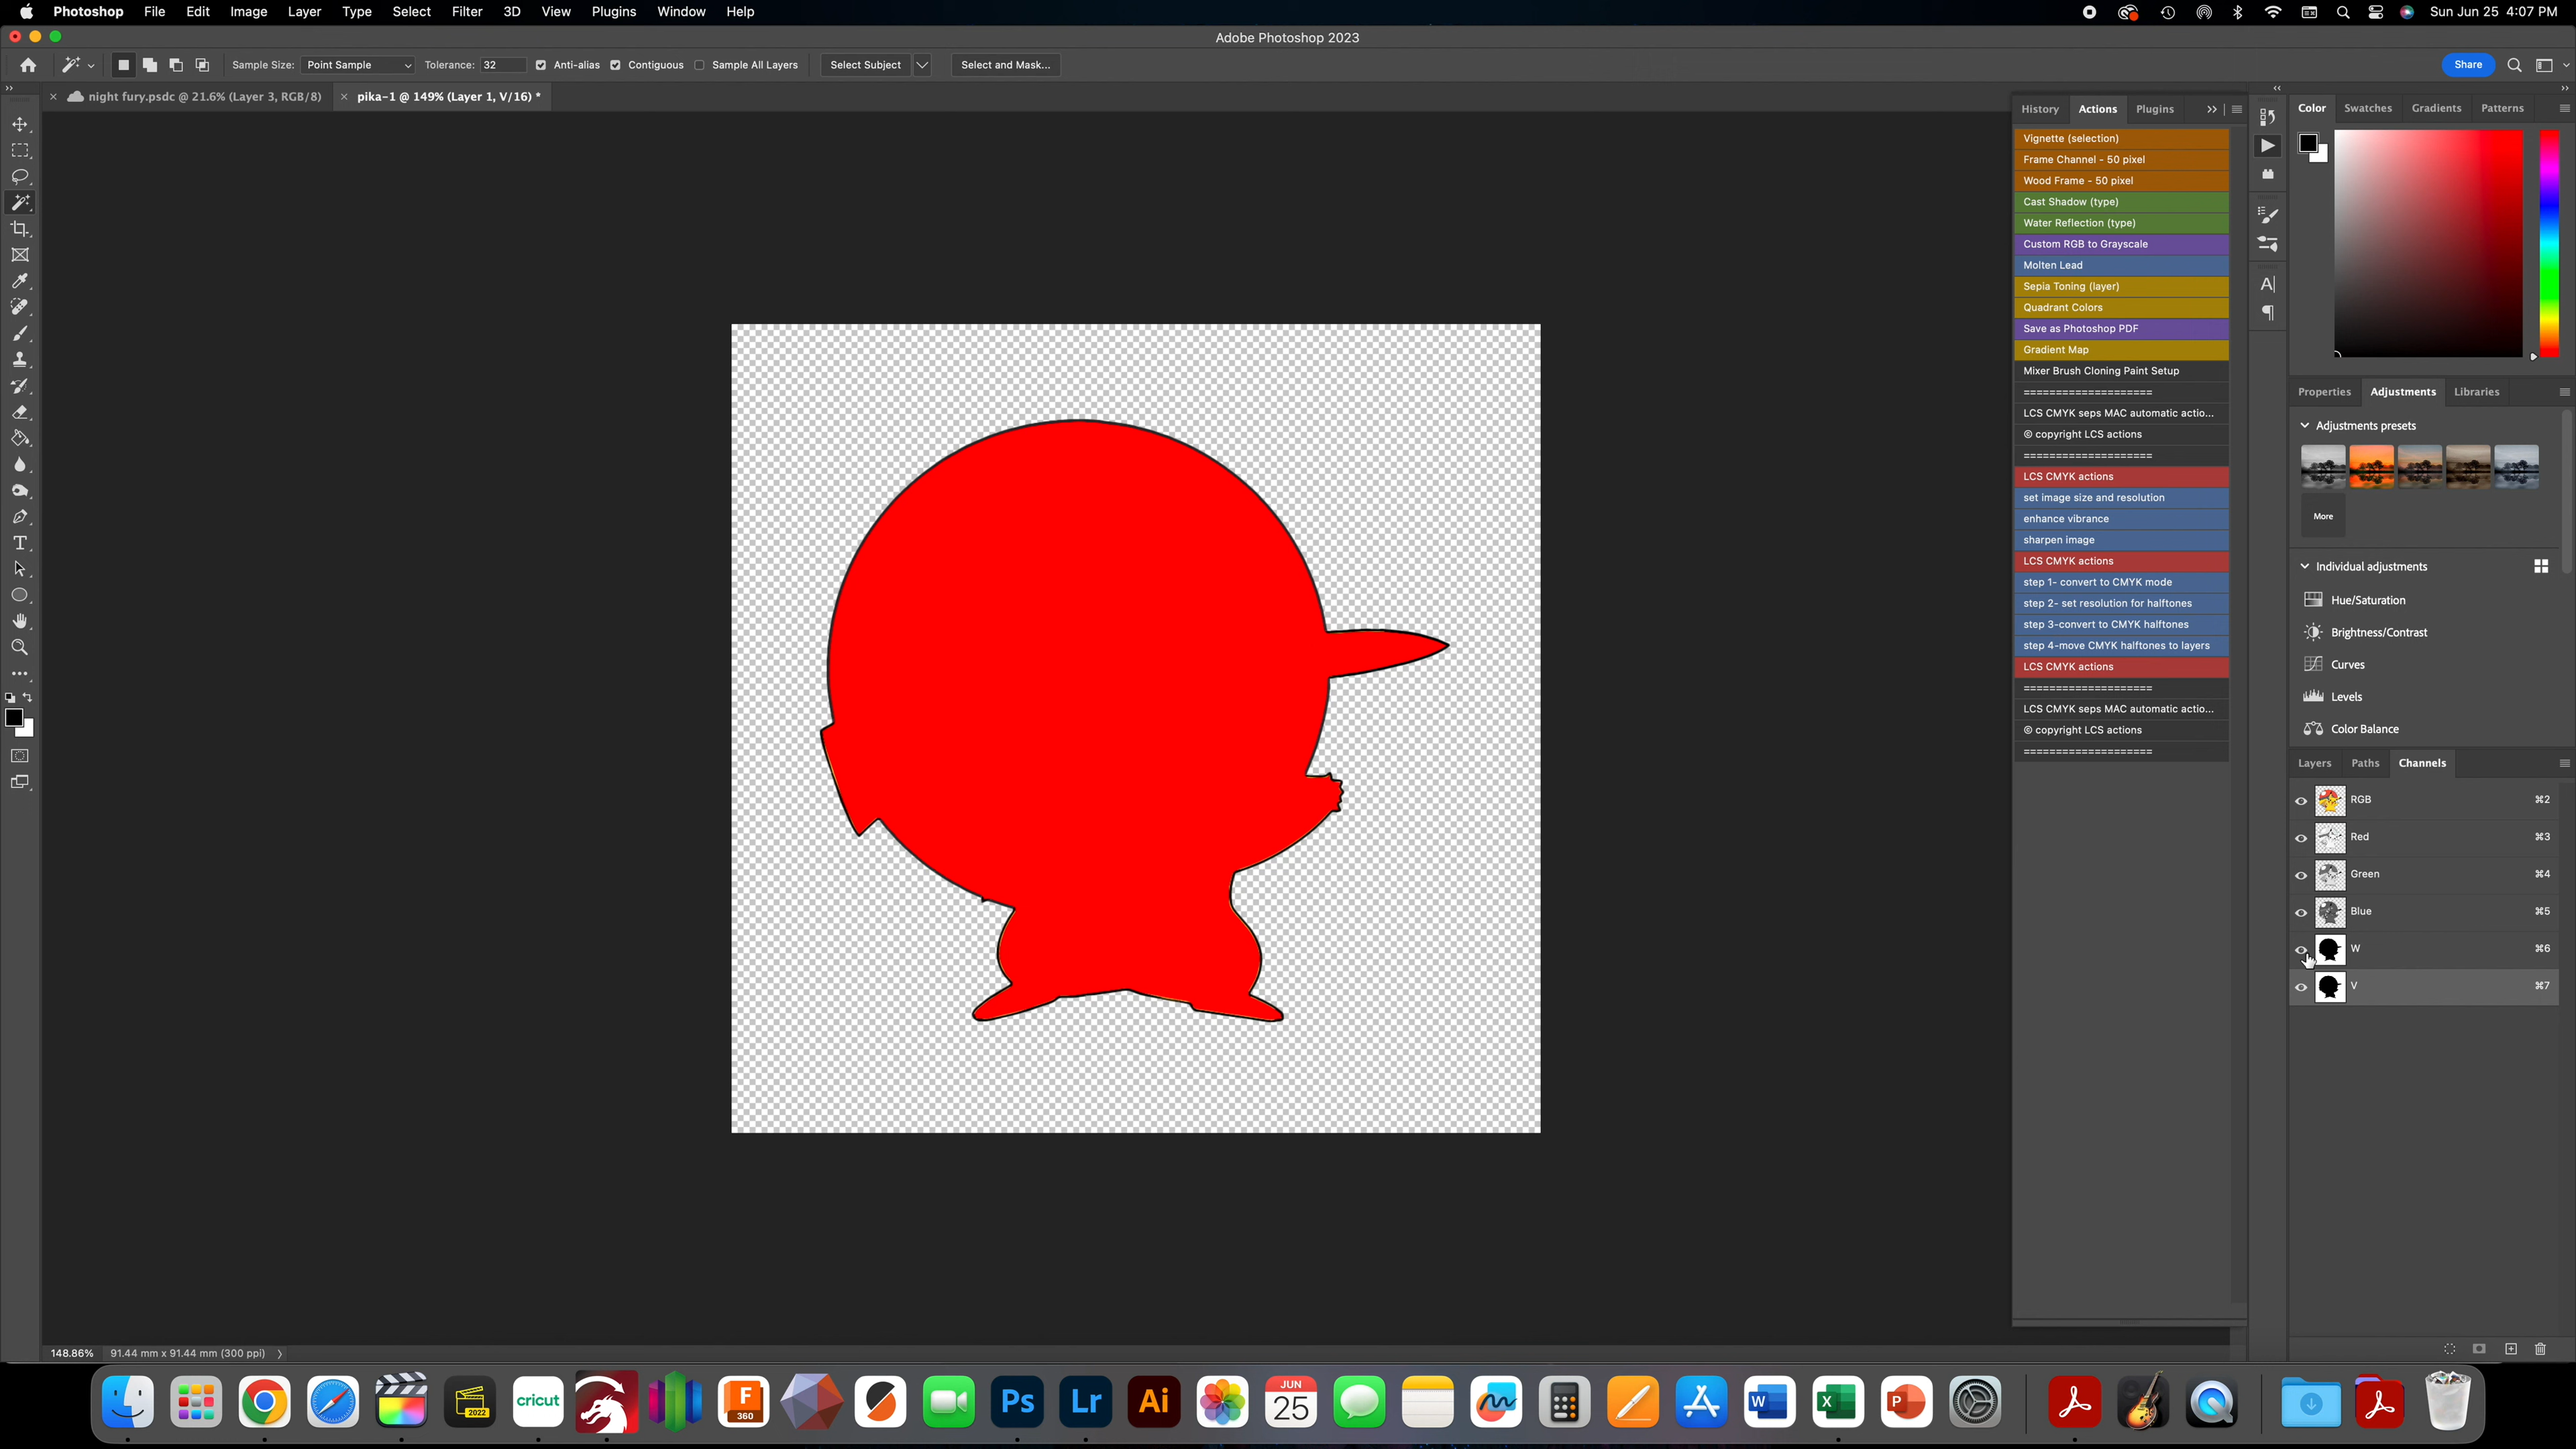 Photoshop File Edit Image Layer Type Select Filter 3D View Plugins Window Help Sun Jun 25 4:07 PM
Adobe Photoshop 2023
Sample Size: Point Sample Tolerance: 32 Anti-alias Contiguous Sample All Layers Select Subject Select and Mask... Share
night fury.psdc @ 21.6% (Layer 3, RGB/8) pika-1 @ 149% (Layer 1, V/16) *
History Actions Plugins
Vignette (selection)
Frame Channel - 50 pixel
Wood Frame - 50 pixel
Cast Shadow (type)
Water Reflection (type)
Custom RGB to Grayscale
Molten Lead
Sepia Toning (layer)
Quadrant Colors
Save as Photoshop PDF
Gradient Map
Mixer Brush Cloning Paint Setup
====================
LCS CMYK seps MAC automatic actio...
© copyright LCS actions
====================
LCS CMYK actions
set image size and resolution
enhance vibrance
sharpen image
LCS CMYK actions
step 1- convert to CMYK mode
step 2- set resolution for halftones
step 3-convert to CMYK halftones
step 4-move CMYK halftones to layers
LCS CMYK actions
====================
LCS CMYK seps MAC automatic actio...
© copyright LCS actions
====================
Color Swatches Gradients Patterns
Properties Adjustments Libraries
Adjustments presets
More
Individual adjustments
Hue/Saturation
Brightness/Contrast
Curves
Levels
Color Balance
Layers Paths Channels
RGB ⌘2
Red ⌘3
Green ⌘4
Blue ⌘5
W ⌘6
V ⌘7
148.86% 91.44 mm x 91.44 mm (300 ppi)
2022
cricut
F
360
Ps
Lr
Ai
JUN
25
W
X
P